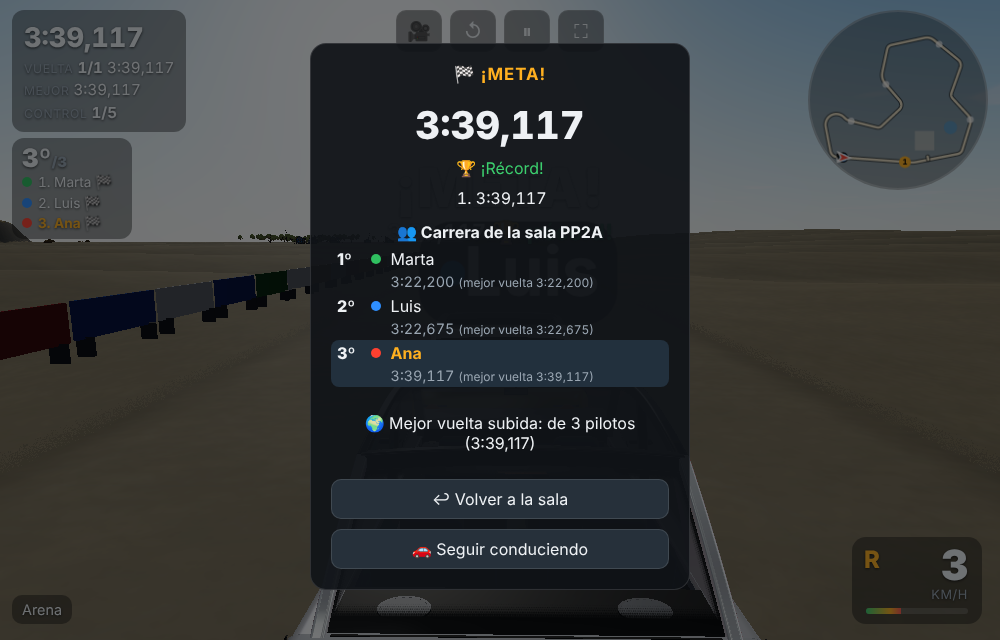 3:39,117
VUELTA 1/1 3:39,117
MEJOR 3:39,117
CONTROL 1/5
3º/3
1. Marta
2. Luis
3. Ana
¡META!
3:39,117
¡Récord!
1. 3:39,117
Carrera de la sala PP2A
1º Marta
3:22,200 (mejor vuelta 3:22,200)
2º Luis
3:22,675 (mejor vuelta 3:22,675)
3º Ana
3:39,117 (mejor vuelta 3:39,117)
Mejor vuelta subida: de 3 pilotos
(3:39,117)
↩ Volver a la sala
Seguir conduciendo
1
Arena
R 3
KM/H